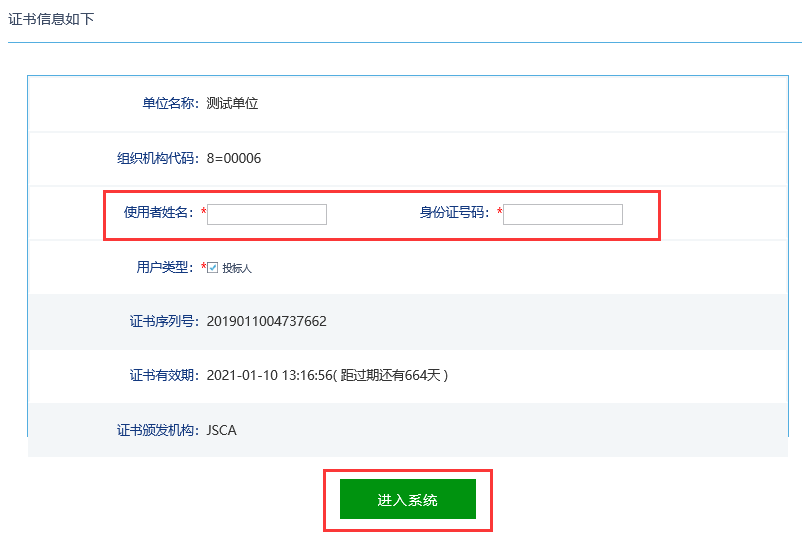 证书信息如下
单位名称：测试单位
组织机构代码：8=00006
使用者姓名：* 身份证号码：*
用户类型：*投标人
证书序列号：2019011004737662
证书有效期：2021-01-10 13:16:56( 距过期还有664天 )
证书颁发机构：JSCA
进入系统